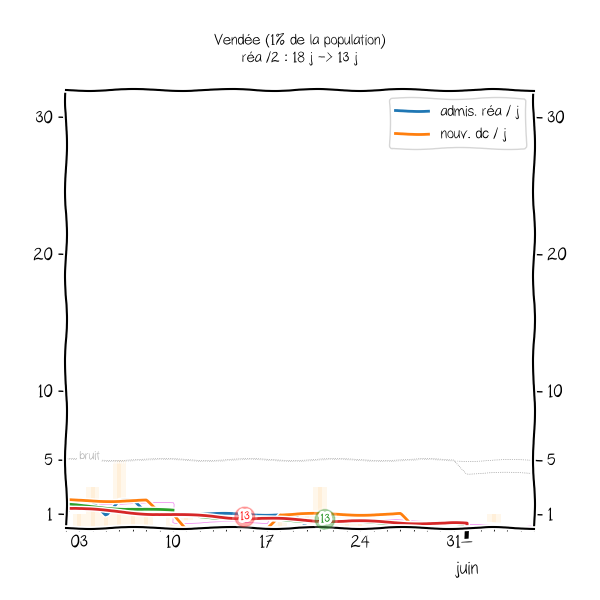 Vendée (1% de la population)
réa /2 : 18 j -> 13 j
admis. réa / j
nouv. dc / j
30
30
20
20
10
10
5
bruit
5
1
13
13
1
03
10
17
24
31
juin